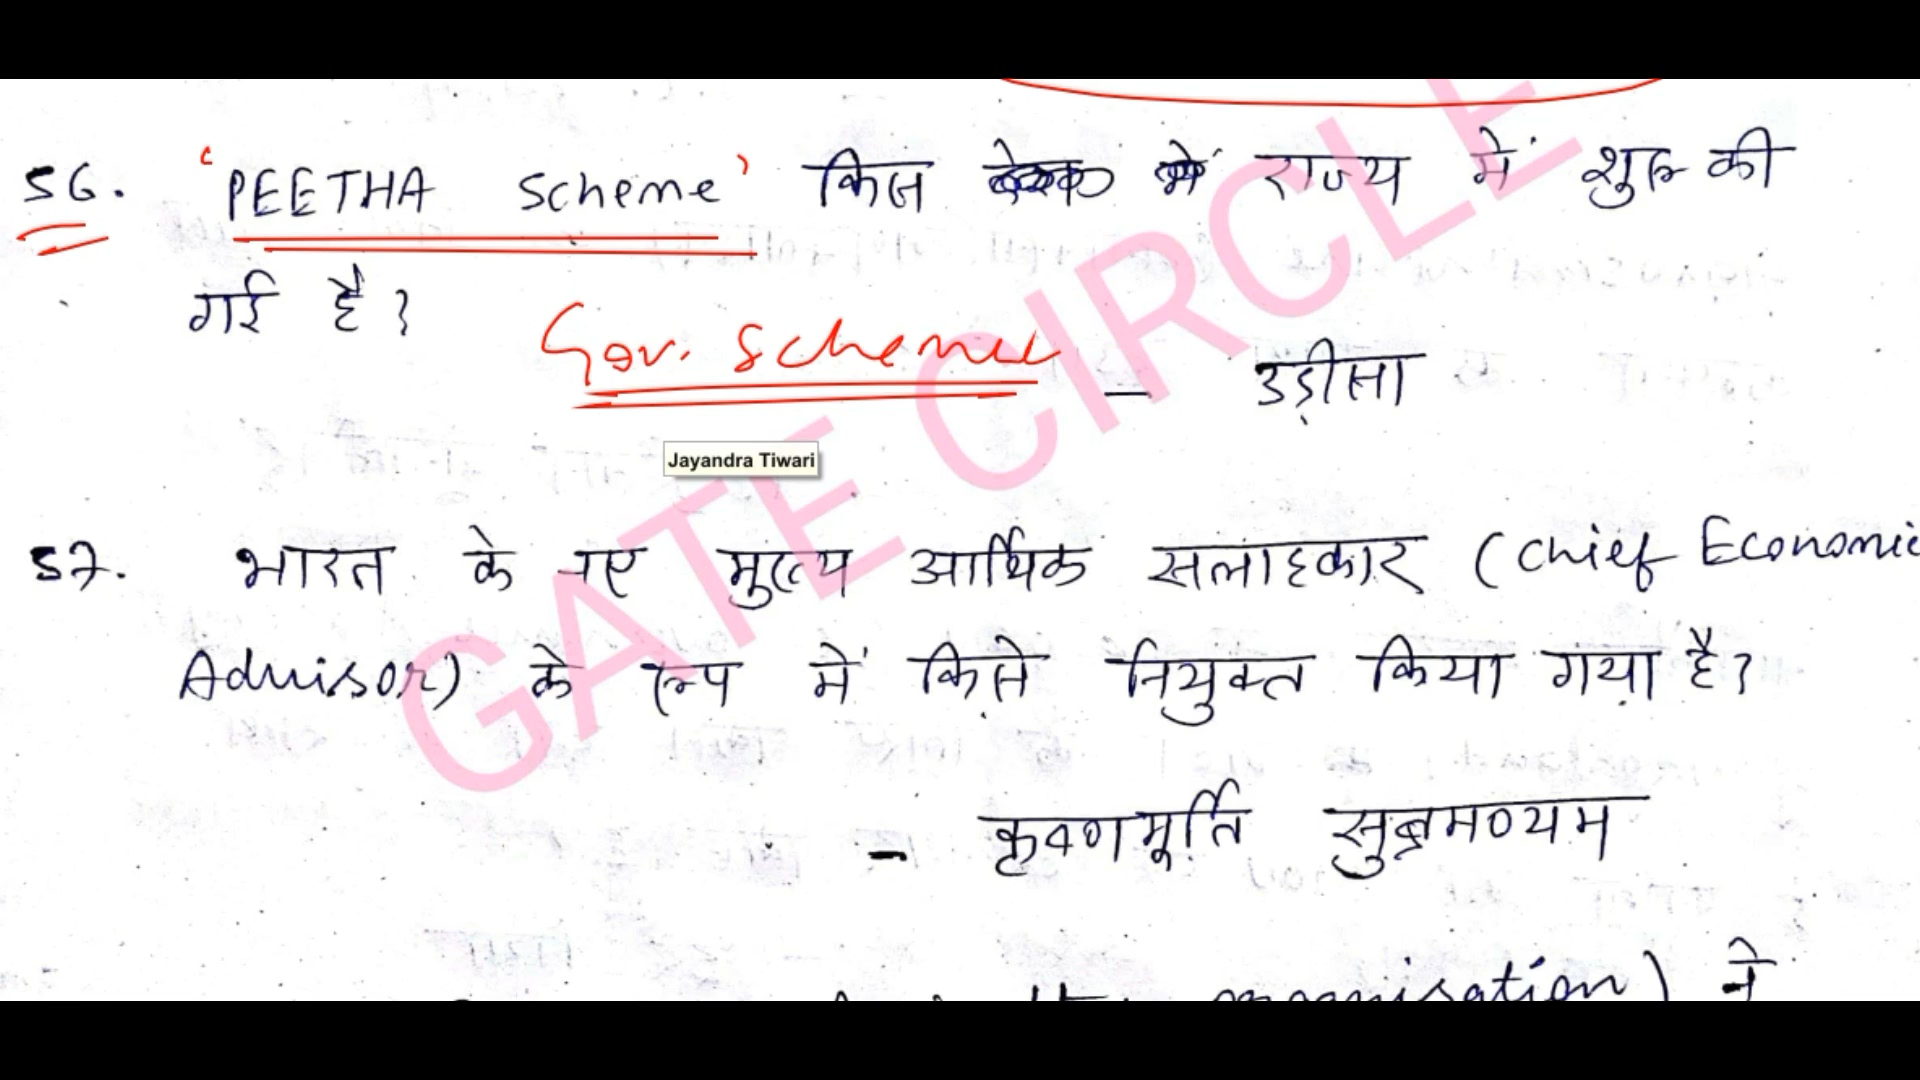 56. 'PEETHA Scheme' किस राज्य में शुरू की
गई है?
Gov. Scheme - उड़ीसा
Jayandra Tiwari
57. भारत के नए मुख्य आर्थिक सलाहकार (Chief Economic
Advisor) के रूप में किसे नियुक्त किया गया है?
- कृष्णमूर्ति सुब्रमण्यम
organisation) ने
GATE CIRCLE